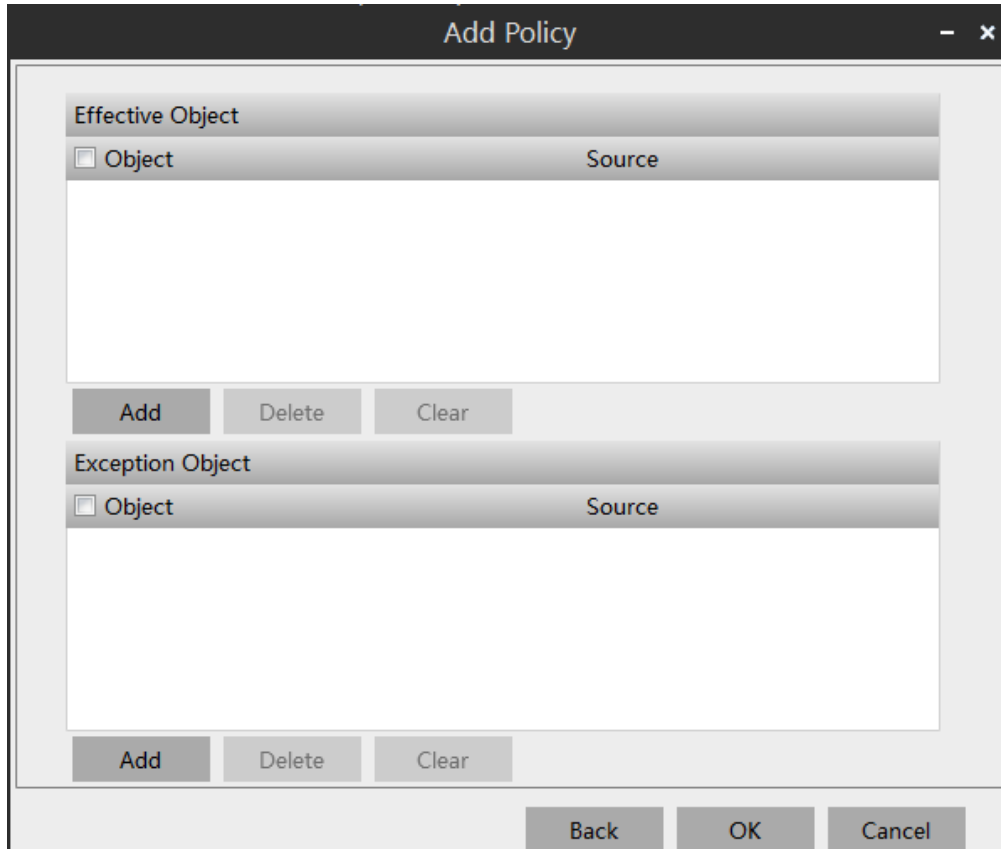 Add Policy
Effective Object
Object Source
Add Delete Clear
Exception Object
Object Source
Add Delete Clear
Back OK Cancel